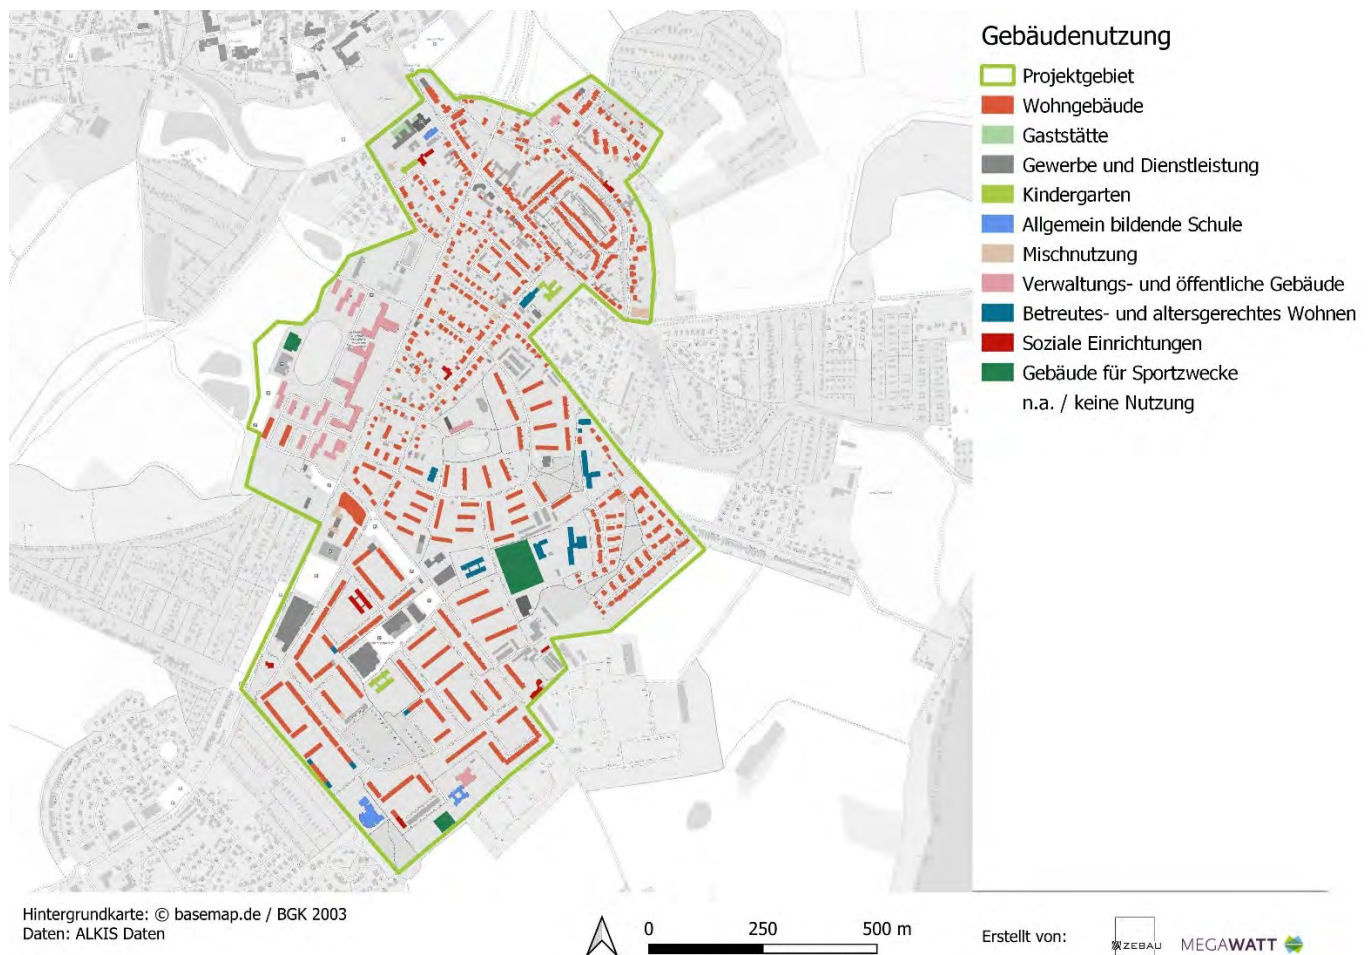 Gebäudenutzung
Projektgebiet
Wohngebäude
Gaststätte
Gewerbe und Dienstleistung
Kindergarten
Allgemein bildende Schule
Mischnutzung
Verwaltungs- und öffentliche Gebäude
Betreutes- und altersgerechtes Wohnen
Soziale Einrichtungen
Gebäude für Sportzwecke
n.a. / keine Nutzung
Hintergrundkarte: © basemap.de / BGK 2003
Daten: ALKIS Daten
0 250 500 m
Erstellt von:
ZEBAU
MEGAWATT